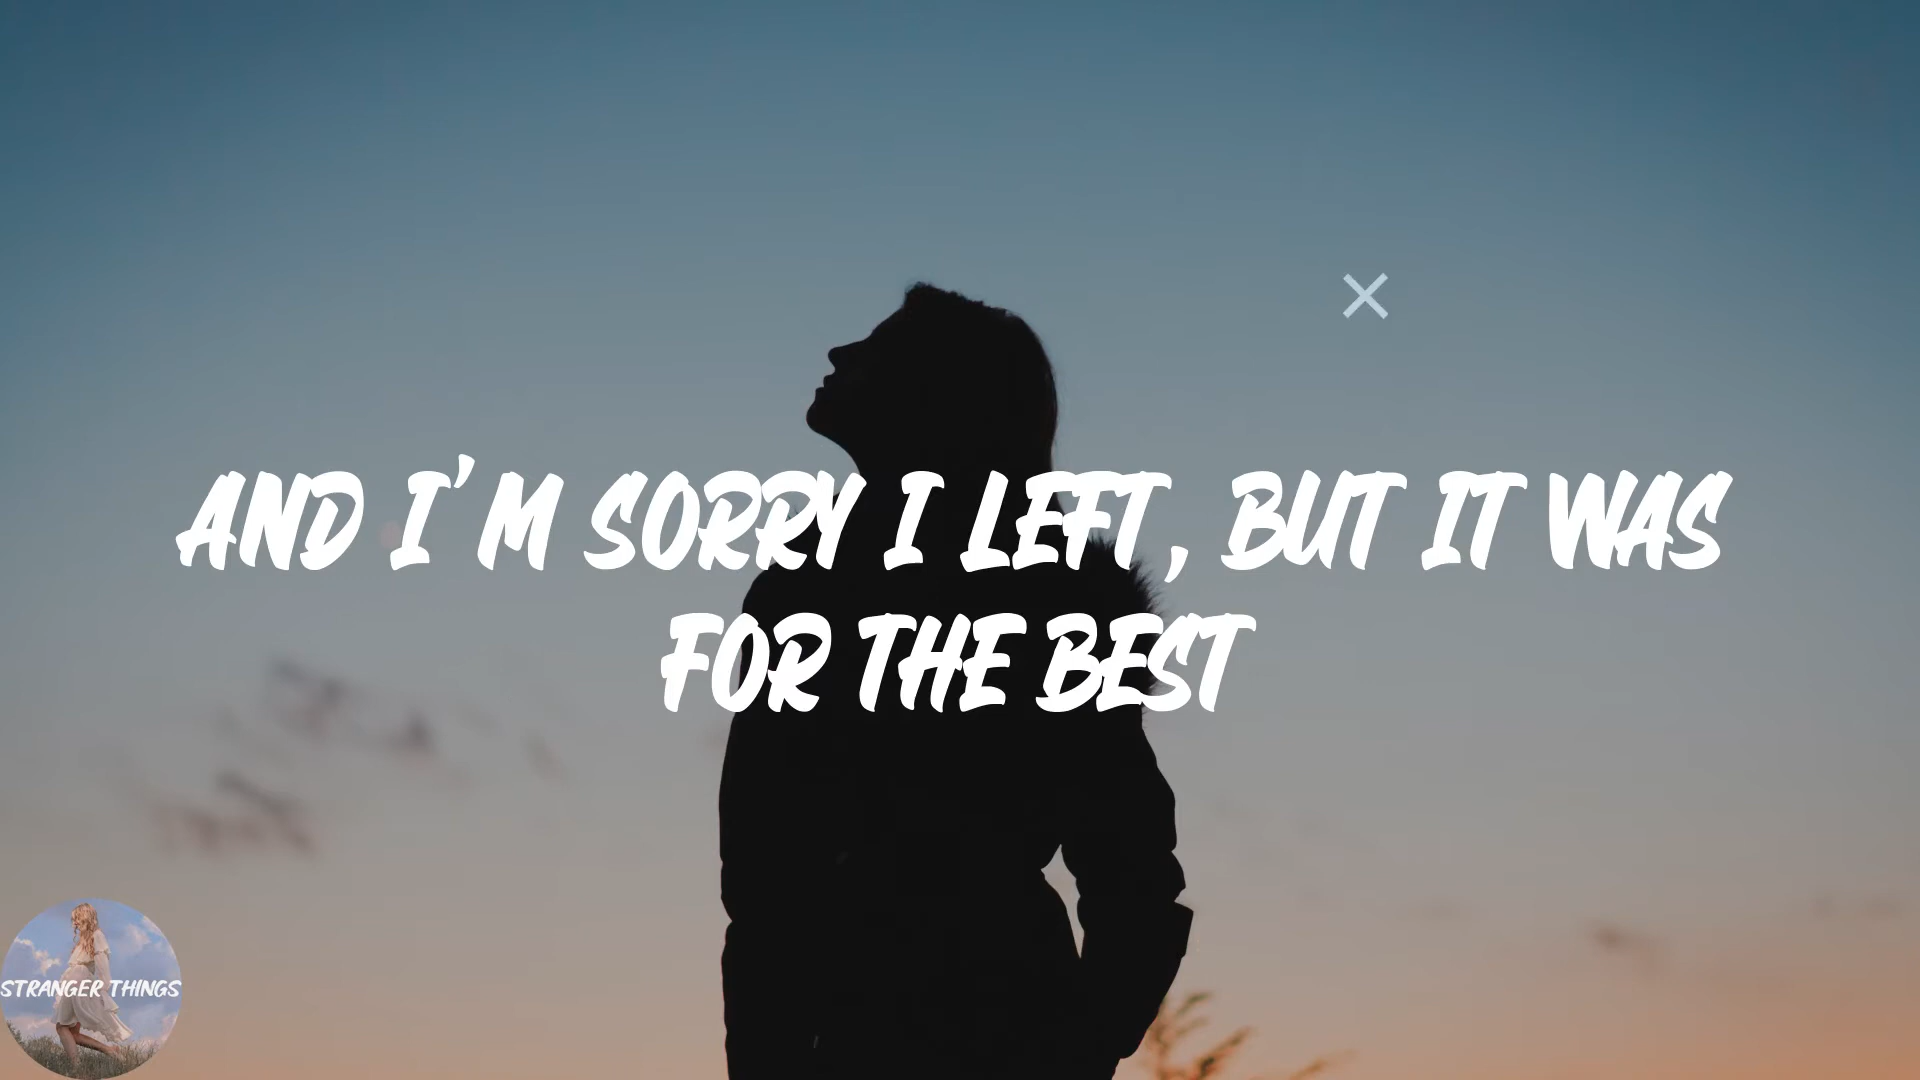 AND I'M SORRY I LEFT, BUT IT WAS
FOR THE BEST
STRANGER THINGS